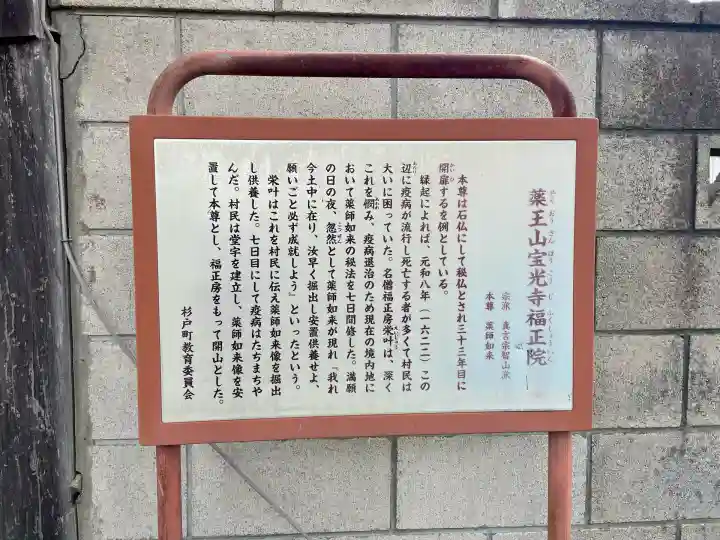 薬王山宝光寺福正院
宗派　真言宗智山派
本尊　薬師如来
本尊は石仏にして秘仏とされ三十三年目に
開扉するを例としている。
縁起によれば、元和八年（一六二二）この
辺に疫病が流行し死亡する者が多くて村民は
大いに困っていた。名僧福正房栄叶は、深く
これを憫み、疫病退治のため現在の境内地に
おいて薬師如来の秘法を七日間修した。満願
の日の夜、忽然として薬師如来が現れ「我れ
今土中に在り、汝早く掘出し安置供養せよ、
願いごと必ず成就しよう」といったという。
栄叶はこれを村民に伝え薬師如来像を掘出
し供養した。七日目にして疫病はたちまちや
んだ。村民は堂宇を建立し、薬師如来像を安
置して本尊とし、福正房をもって開山とした。
杉戸町教育委員会